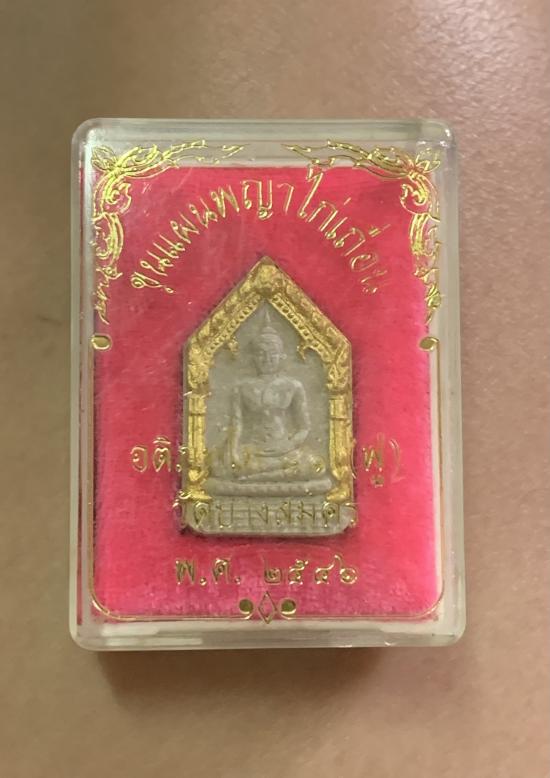 ขุนแผนพญาไก่เถื่อน
(ฟู)
วัดบางสมัคร
พ.ศ. ๒๕๔๖